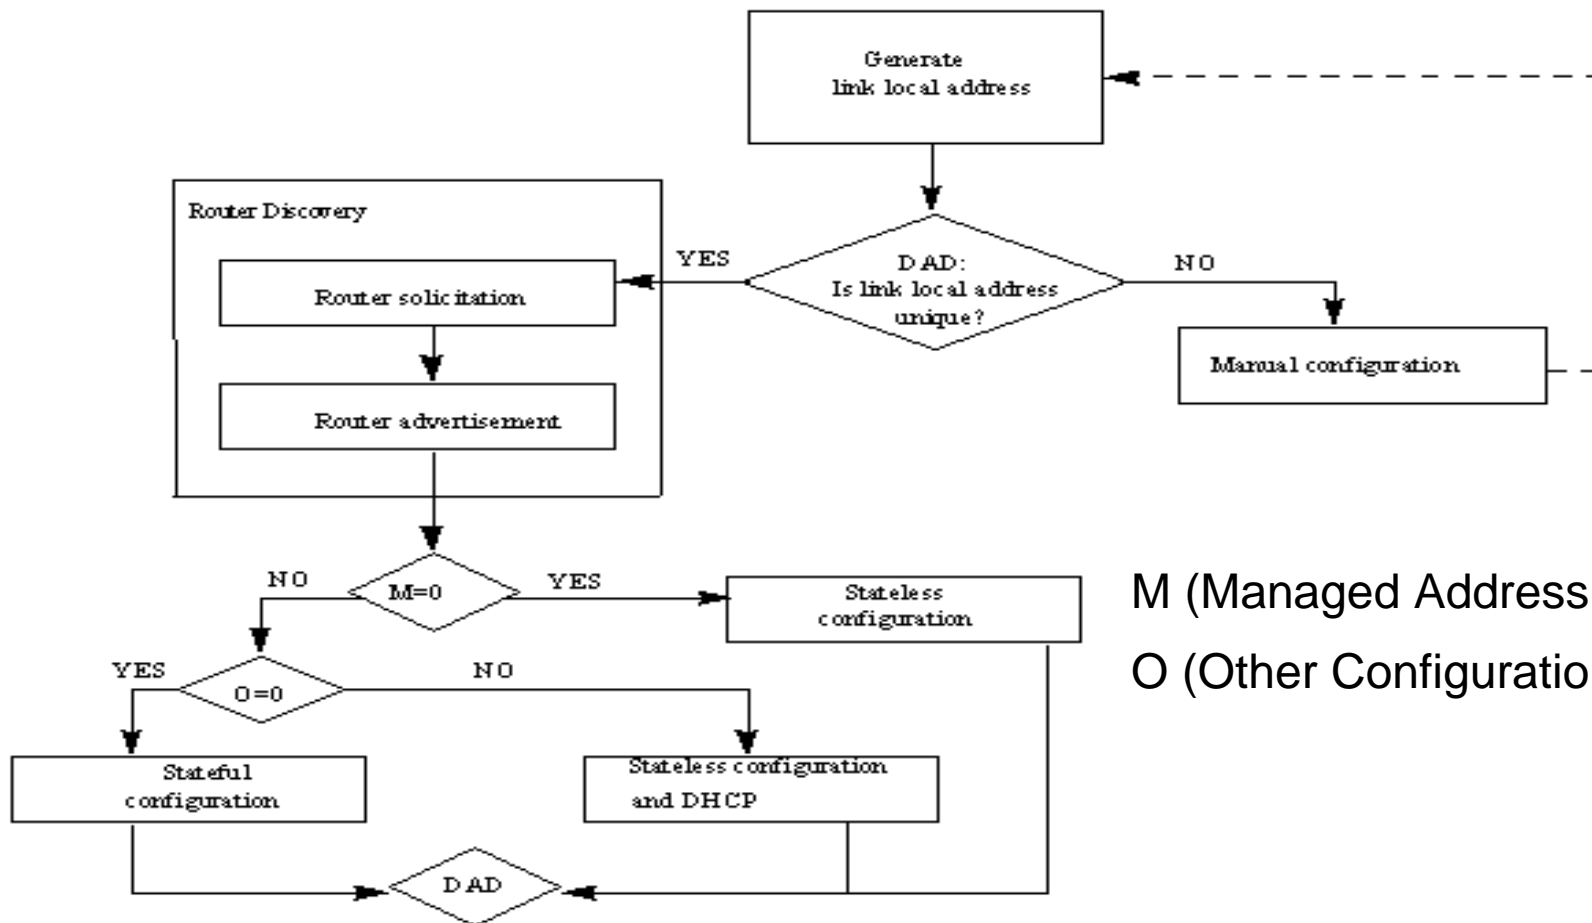 Generate
link local address
Router Discovery
YES
DAD:
Is link local address
unique?
NO
Router solicitation
Manual configuration
Router advertisement
NO
M=0
YES
Stateless
configuration
M (Managed Address
YES
O=0
NO
O (Other Configuratio
Stateful
configuration
Stateless configuration
and DHCP
DAD